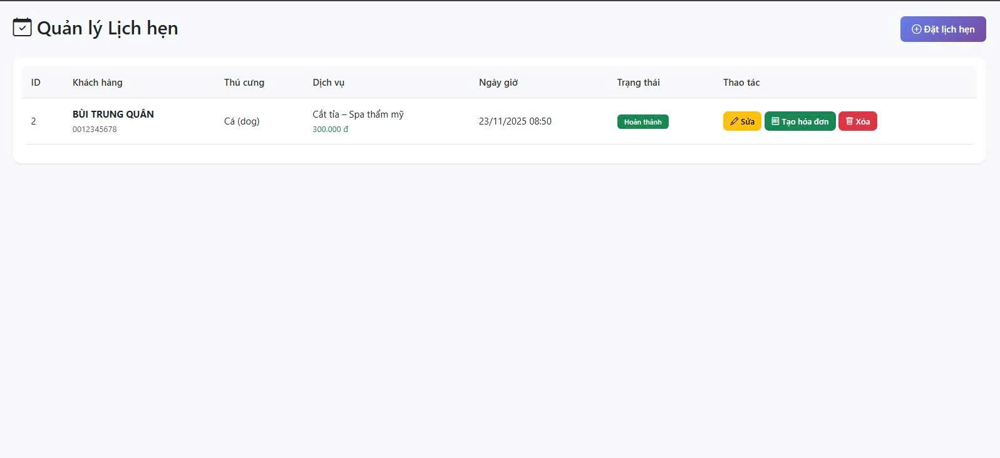 Quản lý Lịch hẹn
Đặt lịch hẹn
ID Khách hàng Thú cưng Dịch vụ Ngày giờ Trạng thái Thao tác
2 BÙI TRUNG QUÂN Cá (dog) Cắt tỉa – Spa thẩm mỹ 23/11/2025 08:50 Hoàn thành Sửa Tạo hóa đơn Xóa
0012345678 300.000 đ